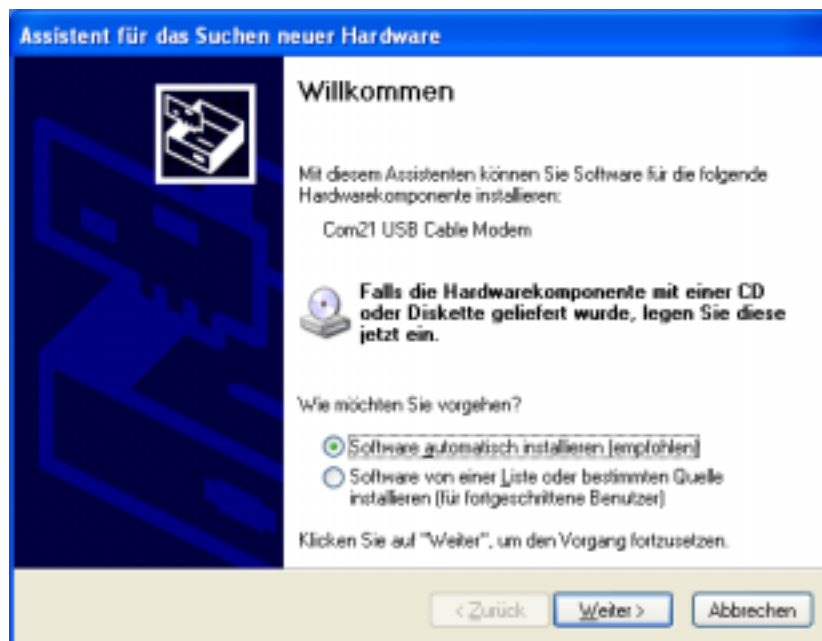 Assistent für das Suchen neuer Hardware
Willkommen
Mit diesem Assistenten können Sie Software für die folgende
Hardwarekomponente installieren:
Com21 USB Cable Modem
Falls die Hardwarekomponente mit einer CD
oder Diskette geliefert wurde, legen Sie diese
jetzt ein.
Wie möchten Sie vorgehen?
Software automatisch installieren (empfohlen)
Software von einer Liste oder bestimmten Quelle
installieren (für fortgeschrittene Benutzer)
Klicken Sie auf "Weiter", um den Vorgang fortzusetzen.
< Zurück Weiter > Abbrechen